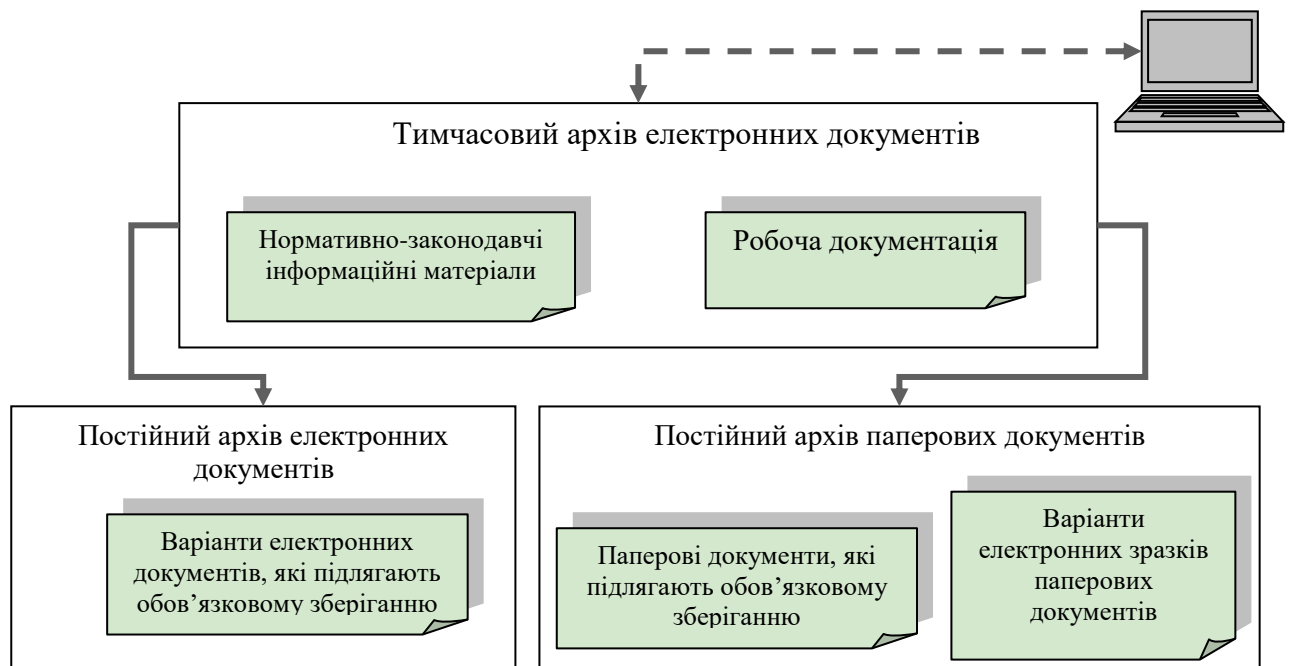 Тимчасовий архів електронних документів
Нормативно-законодавчі
інформаційні матеріали
Робоча документація
Постійний архів електронних
документів
Варіанти електронних
документів, які підлягають
обов’язковому зберіганню
Постійний архів паперових документів
Паперові документи, які
підлягають обов’язковому
зберіганню
Варіанти
електронних зразків
паперових
документів